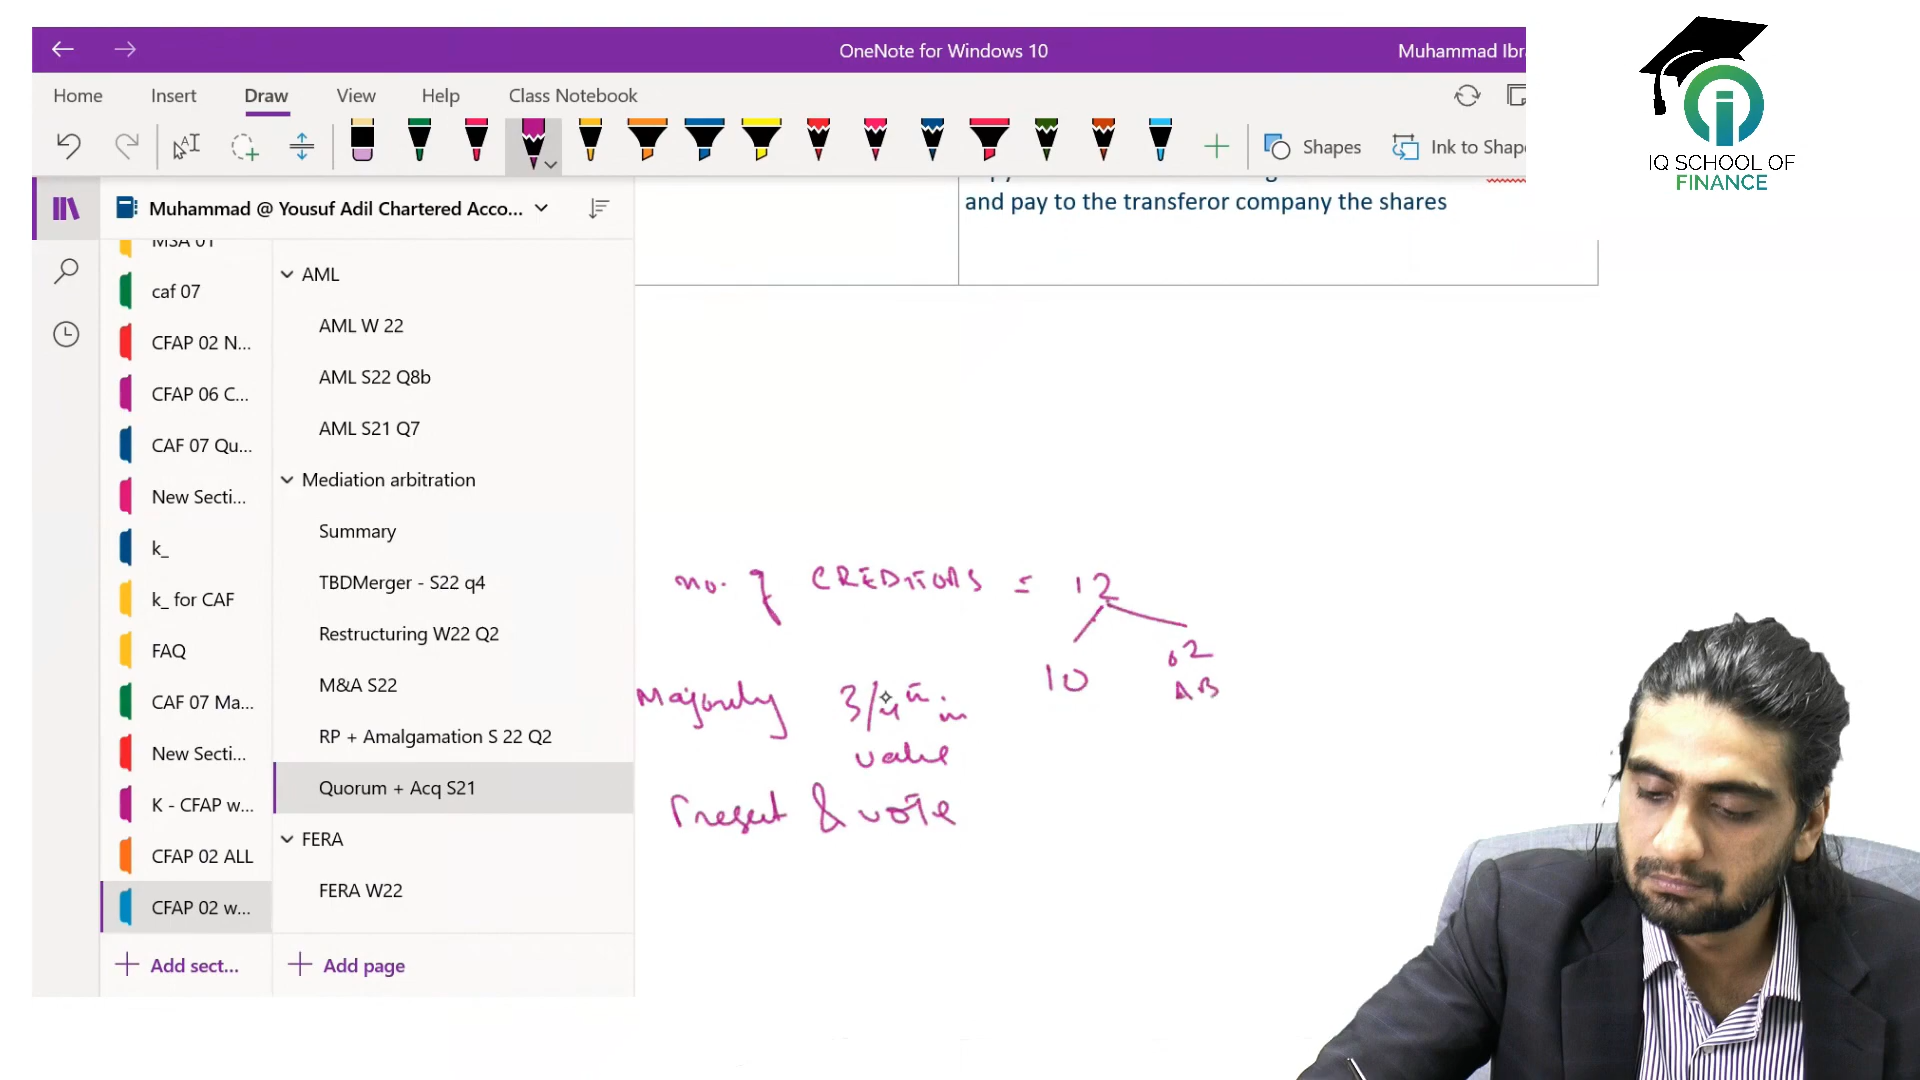 OneNote for Windows 10
Muhammad Ibr
Home Insert Draw View Help Class Notebook
Shapes
Ink to Shap
IQ SCHOOL OF
FINANCE
Muhammad @ Yousuf Adil Chartered Acco...
MSA 01
caf 07
CFAP 02 N...
CFAP 06 C...
CAF 07 Qu...
New Secti...
k_
k_ for CAF
FAQ
CAF 07 Ma...
New Secti...
K - CFAP w...
CFAP 02 ALL
CFAP 02 w...
Add sect...
AML
AML W 22
AML S22 Q8b
AML S21 Q7
Mediation arbitration
Summary
TBDMerger - S22 q4
Restructuring W22 Q2
M&A S22
RP + Amalgamation S 22 Q2
Quorum + Acq S21
FERA
FERA W22
Add page
and pay to the transferor company the shares
no. of CREDITORS = 12
10
02
AB
Majority 3/4 in
value
Present & vote